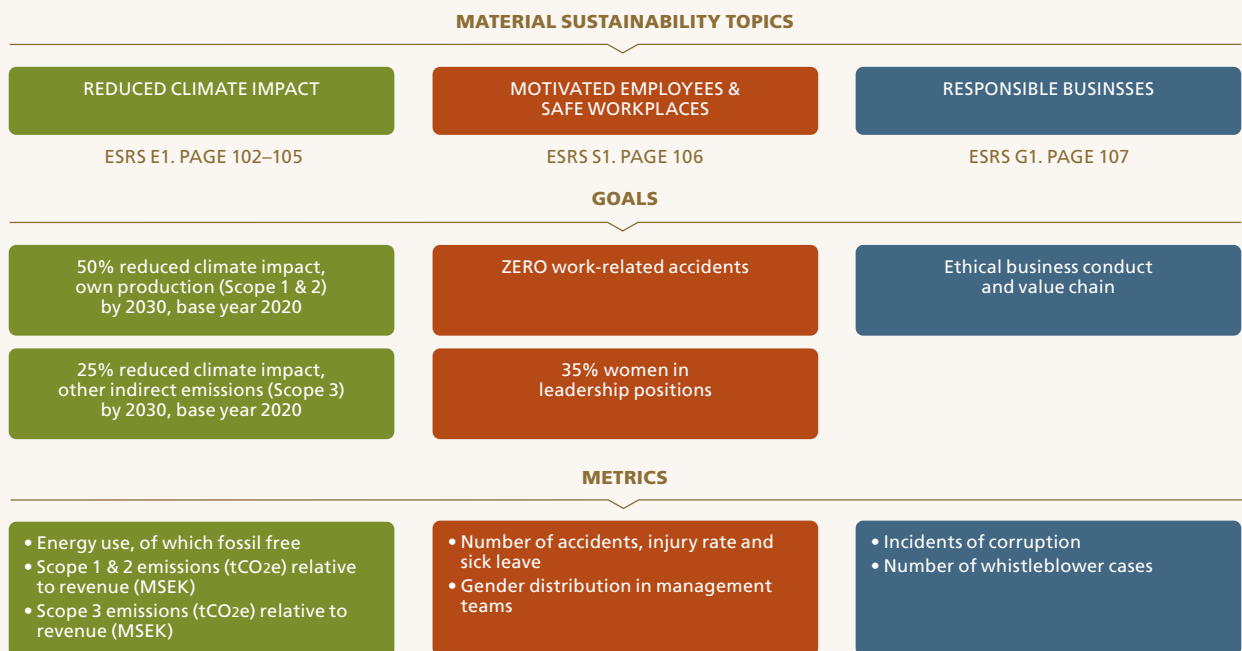 MATERIAL SUSTAINABILITY TOPICS
REDUCED CLIMATE IMPACT
MOTIVATED EMPLOYEES &
SAFE WORKPLACES
RESPONSIBLE BUSINSSES
ESRS E1. PAGE 102–105
ESRS S1. PAGE 106
ESRS G1. PAGE 107
GOALS
50% reduced climate impact,
own production (Scope 1 & 2)
by 2030, base year 2020
ZERO work-related accidents
Ethical business conduct
and value chain
25% reduced climate impact,
other indirect emissions (Scope 3)
by 2030, base year 2020
35% women in
leadership positions
METRICS
• Energy use, of which fossil free
• Scope 1 & 2 emissions (tCO2e) relative
to revenue (MSEK)
• Scope 3 emissions (tCO2e) relative to
revenue (MSEK)
• Number of accidents, injury rate and
sick leave
• Gender distribution in management
teams
• Incidents of corruption
• Number of whistleblower cases